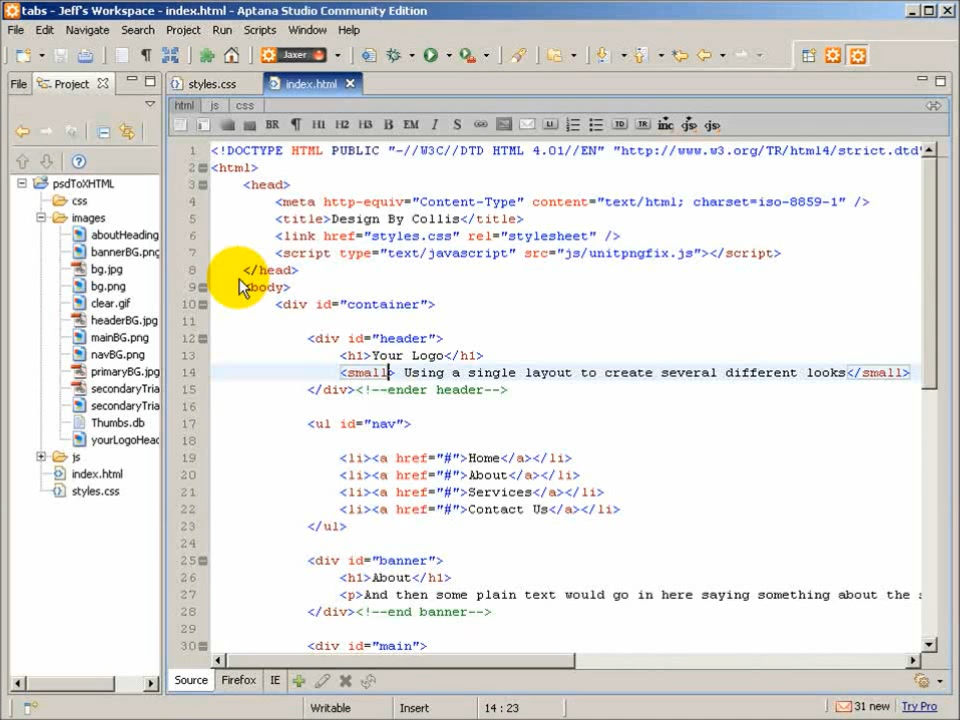 tabs - Jeff's Workspace - index.html - Aptana Studio Community Edition
File Edit Navigate Search Project Run Scripts Window Help
Jaxer
File Project styles.css index.html
html js css
BR ¶ H1 H2 H3 B EM I S LI TD TR inc js js
psdToXHTML
css
images
aboutHeading
bannerBG.png
bg.jpg
bg.png
clear.gif
headerBG.jpg
mainBG.png
navBG.png
primaryBG.jpg
secondaryTria
secondaryTria
Thumbs.db
yourLogoHead
js
index.html
styles.css
1 <!DOCTYPE HTML PUBLIC "-//W3C//DTD HTML 4.01//EN" "http://www.w3.org/TR/html4/strict.dtd"
2 <html>
3 <head>
4 <meta http-equiv="Content-Type" content="text/html; charset=iso-8859-1" />
5 <title>Design By Collis</title>
6 <link href="styles.css" rel="stylesheet" />
7 <script type="text/javascript" src="js/unitpngfix.js"></script>
8 </head>
9 <body>
10 <div id="container">
11
12 <div id="header">
13 <h1>Your Logo</h1>
14 <small> Using a single layout to create several different looks</small>
15 </div><!--ender header-->
16
17 <ul id="nav">
18
19 <li><a href="#">Home</a></li>
20 <li><a href="#">About</a></li>
21 <li><a href="#">Services</a></li>
22 <li><a href="#">Contact Us</a></li>
23 </ul>
24
25 <div id="banner">
26 <h1>About</h1>
27 <p>And then some plain text would go in here saying something about the s
28 </div><!--end banner-->
29
30 <div id="main">
Source Firefox IE
Writable Insert 14 : 23 31 new Try Pro